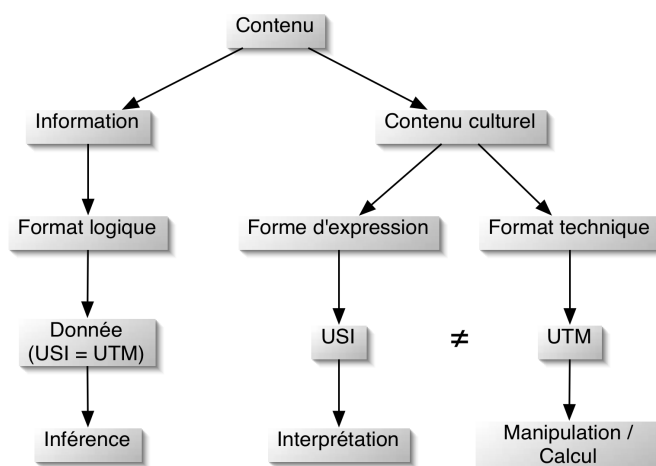 Contenu
Information
Contenu culturel
Format logique
Forme d'expression
Format technique
Donnée
(USI = UTM)
USI
≠
UTM
Inférence
Interprétation
Manipulation /
Calcul